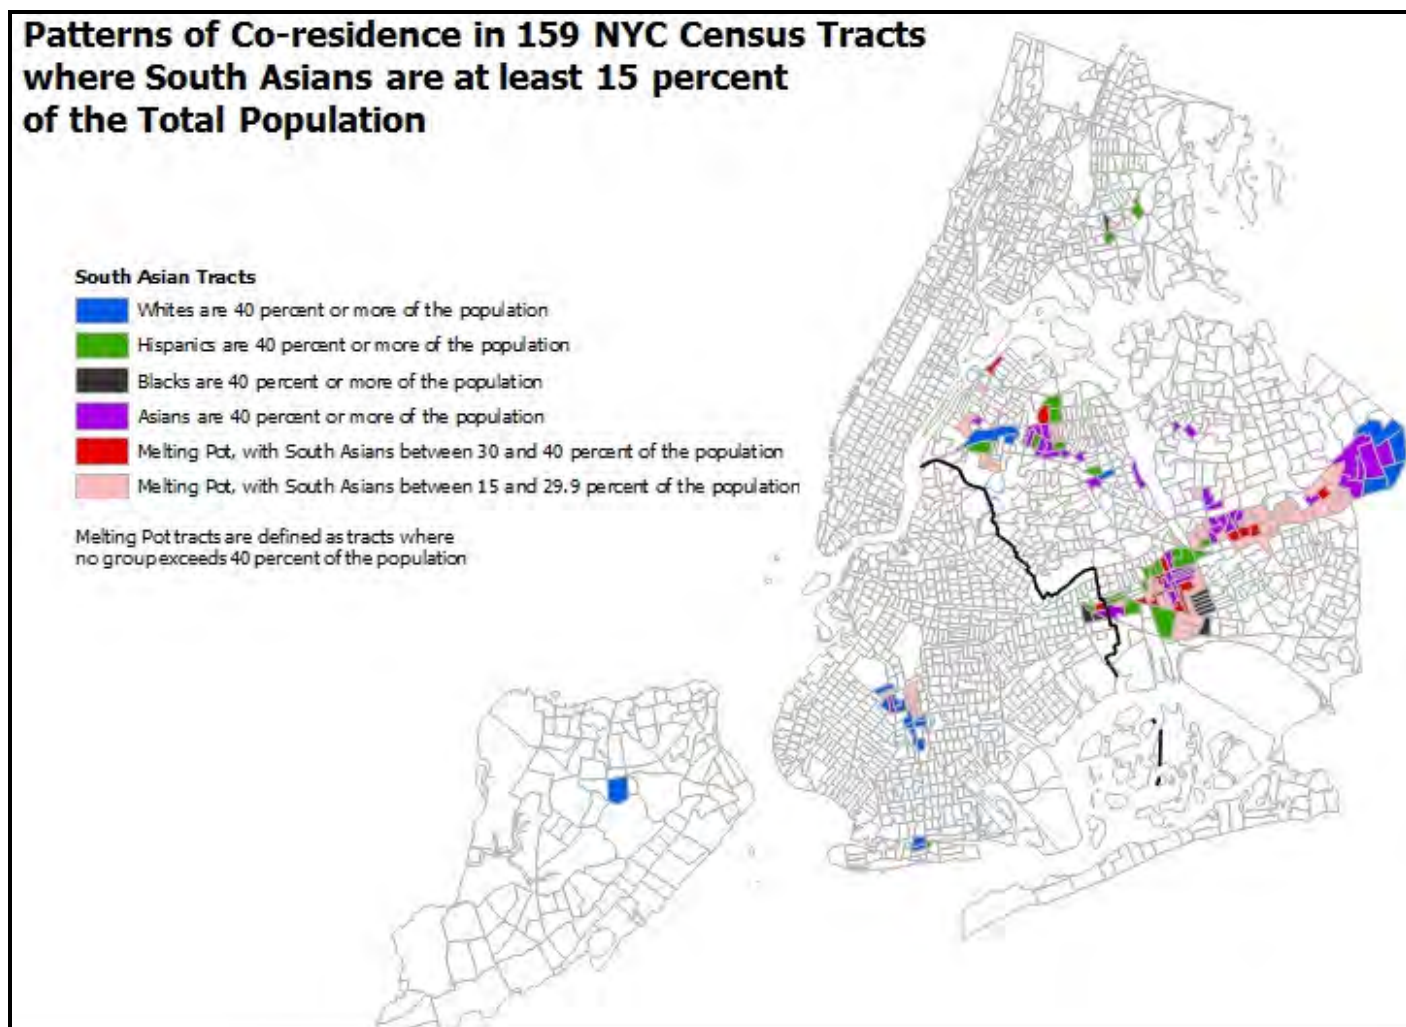 Patterns of Co-residence in 159 NYC Census Tracts
where South Asians are at least 15 percent
of the Total Population
South Asian Tracts
Whites are 40 percent or more of the population
Hispanics are 40 percent or more of the population
Blacks are 40 percent or more of the population
Asians are 40 percent or more of the population
Melting Pot, with South Asians between 30 and 40 percent of the population
Melting Pot, with South Asians between 15 and 29.9 percent of the population
Melting Pot tracts are defined as tracts where
no group exceeds 40 percent of the population